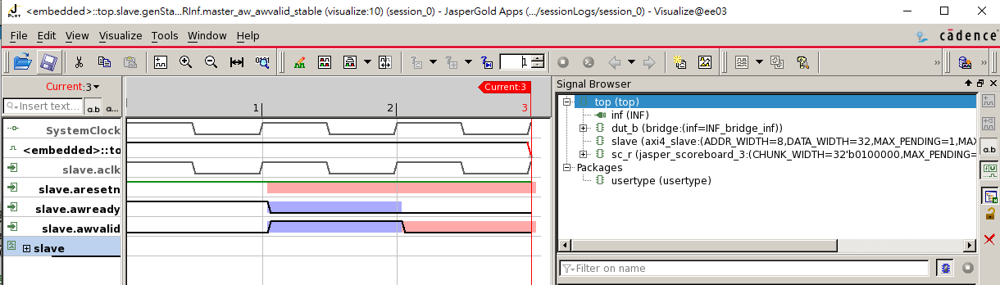 <embedded>::top.slave.genSta...RInf.master_aw_awvalid_stable (visualize:10) (session_0) - JasperGold Apps (.../sessionLogs/session_0) - Visualize@ee03
File Edit View Visualize Tools Window Help
cādence
1
Current:3
Insert text...
a.b a...
Current:3
1 2 3
SystemClock
<embedded>::to
slave.aclk
slave.aresetn
slave.awready
slave.awvalid
slave
Signal Browser
top (top)
inf (INF)
dut_b (bridge:(inf=INF_bridge_inf))
slave (axi4_slave:(ADDR_WIDTH=8,DATA_WIDTH=32,MAX_PENDING=1,MAX
sc_r (jasper_scoreboard_3:(CHUNK_WIDTH=32'b0100000,MAX_PENDING=
Packages
usertype (usertype)
Filter on name
a.b